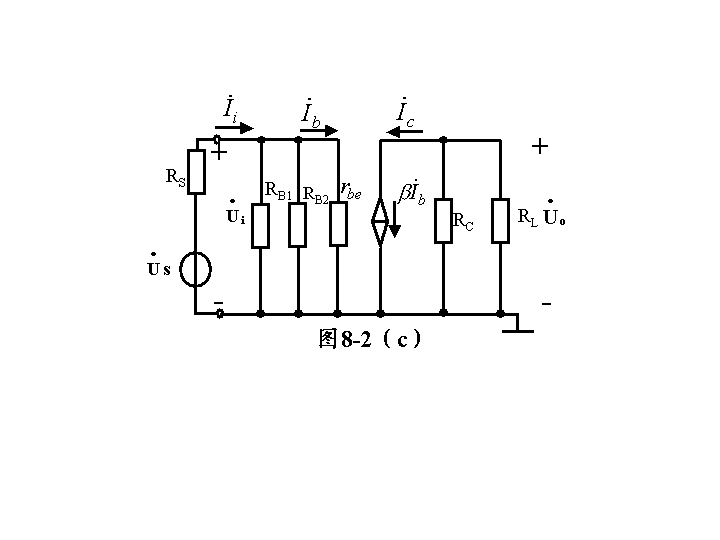 İi İb İc
+ +
RS RB1 RB2 rbe βİb
U̇i RC RL U̇o
U̇s
- -
图8-2（c）